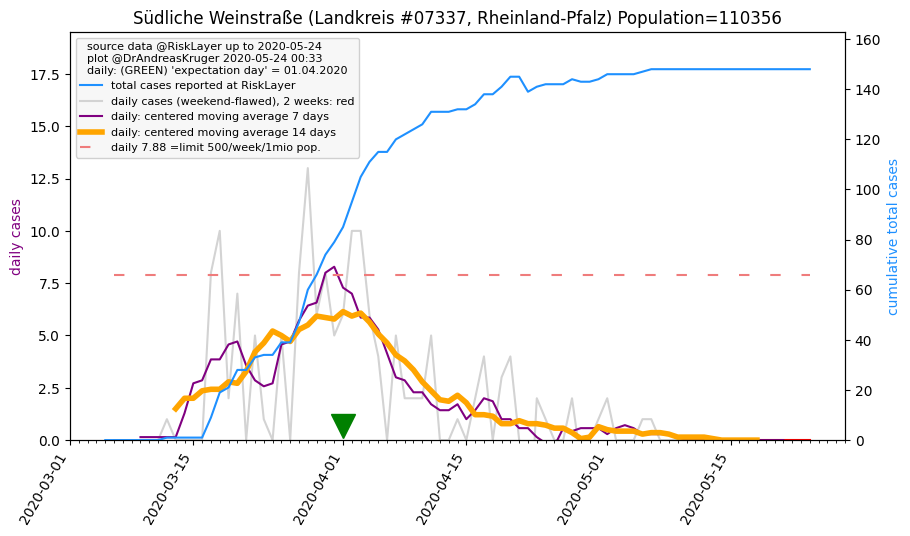 Südliche Weinstraße (Landkreis #07337, Rheinland-Pfalz) Population=110356
source data @RiskLayer up to 2020-05-24
plot @DrAndreasKruger 2020-05-24 00:33
daily: (GREEN) 'expectation day' = 01.04.2020
total cases reported at RiskLayer
daily cases (weekend-flawed), 2 weeks: red
daily: centered moving average 7 days
daily: centered moving average 14 days
daily 7.88 =limit 500/week/1mio pop.
daily cases
17.5
15.0
12.5
10.0
7.5
5.0
2.5
0.0
160
140
120
100
80
60
40
20
0
cumulative total cases
2020-03-01
2020-03-15
2020-04-01
2020-04-15
2020-05-01
2020-05-15